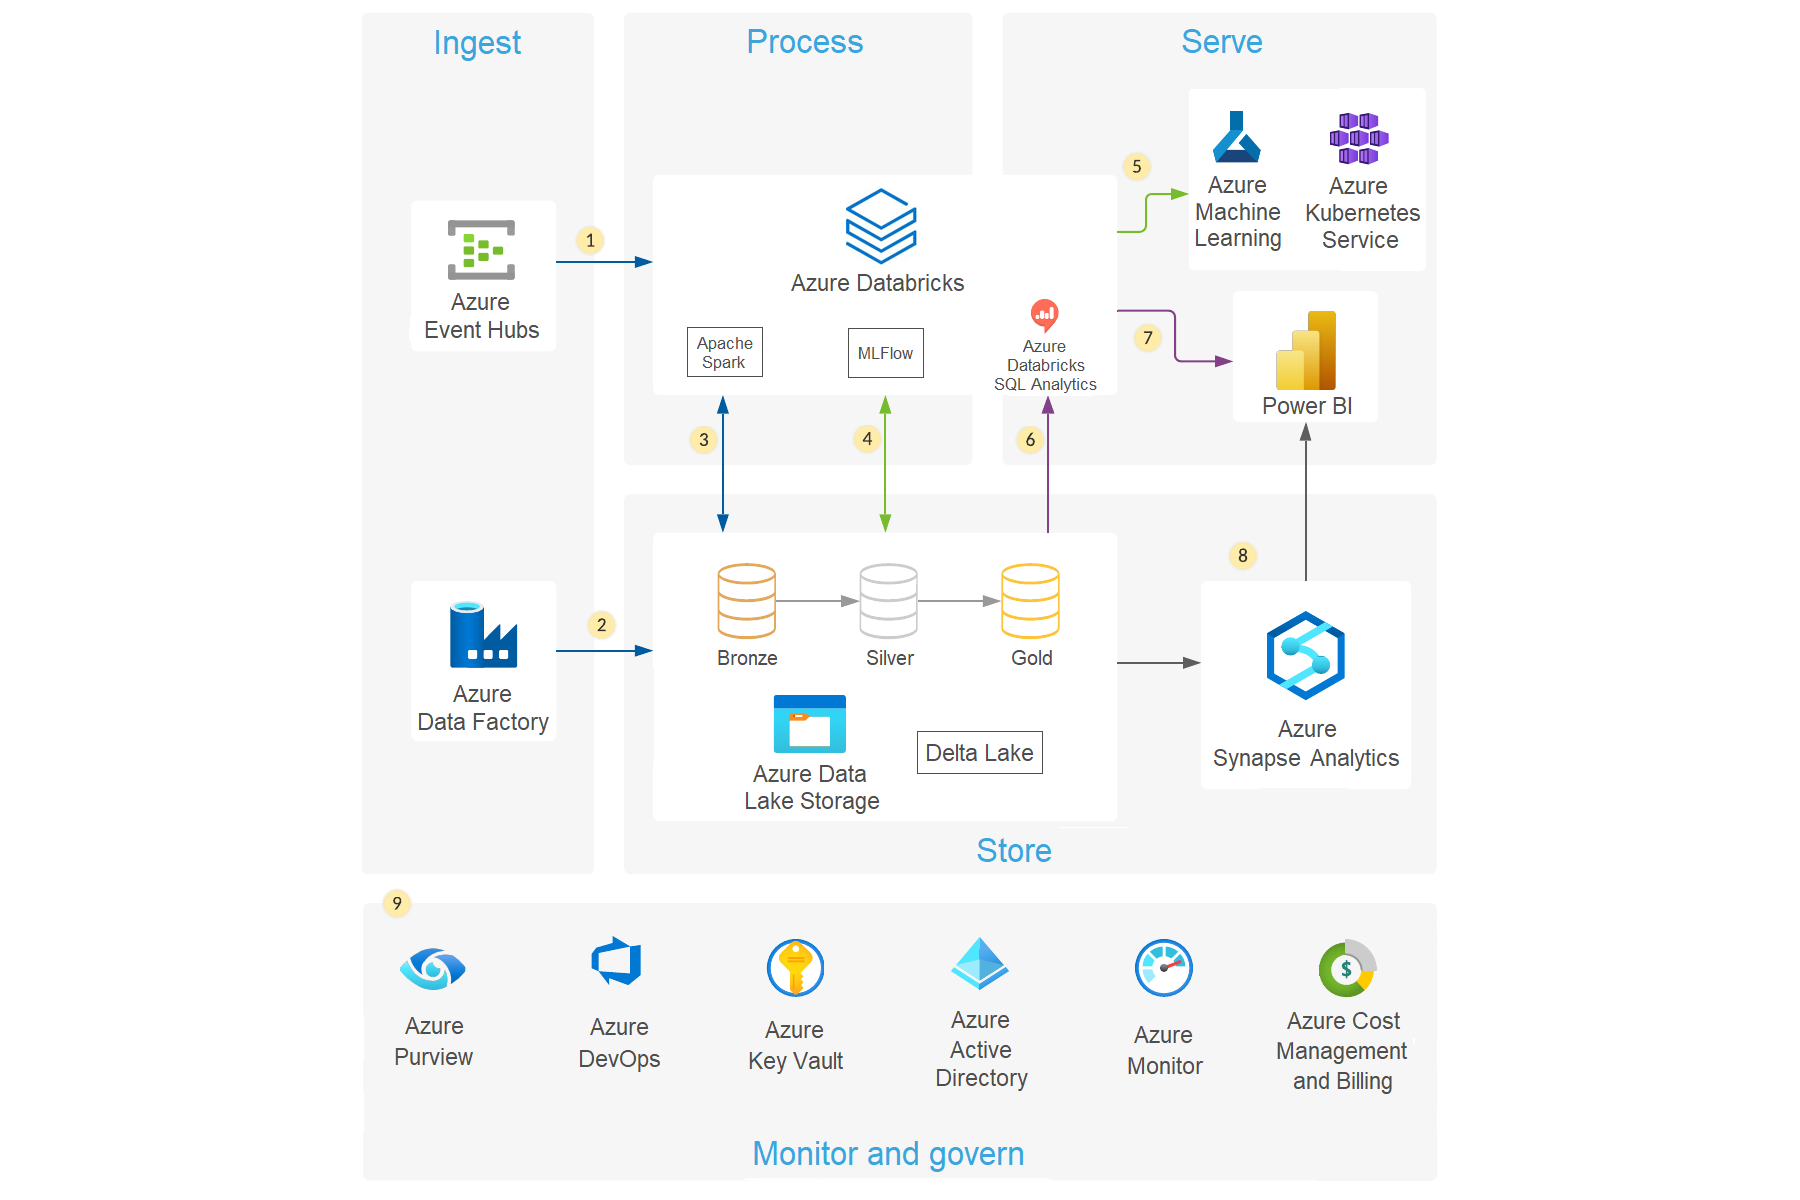 Ingest
Process
Serve
Azure
Machine
Learning
Azure
Kubernetes
Service
5
Azure
Event Hubs
1
Azure Databricks
Apache
Spark
MLFlow
Azure
Databricks
SQL Analytics
7
Power BI
3
4
6
8
2
Azure
Data Factory
Bronze
Silver
Gold
Azure Data
Lake Storage
Delta Lake
Azure
Synapse Analytics
Store
9
Azure
Purview
Azure
DevOps
Azure
Key Vault
Azure
Active
Directory
Azure
Monitor
$
Azure Cost
Management
and Billing
Monitor and govern